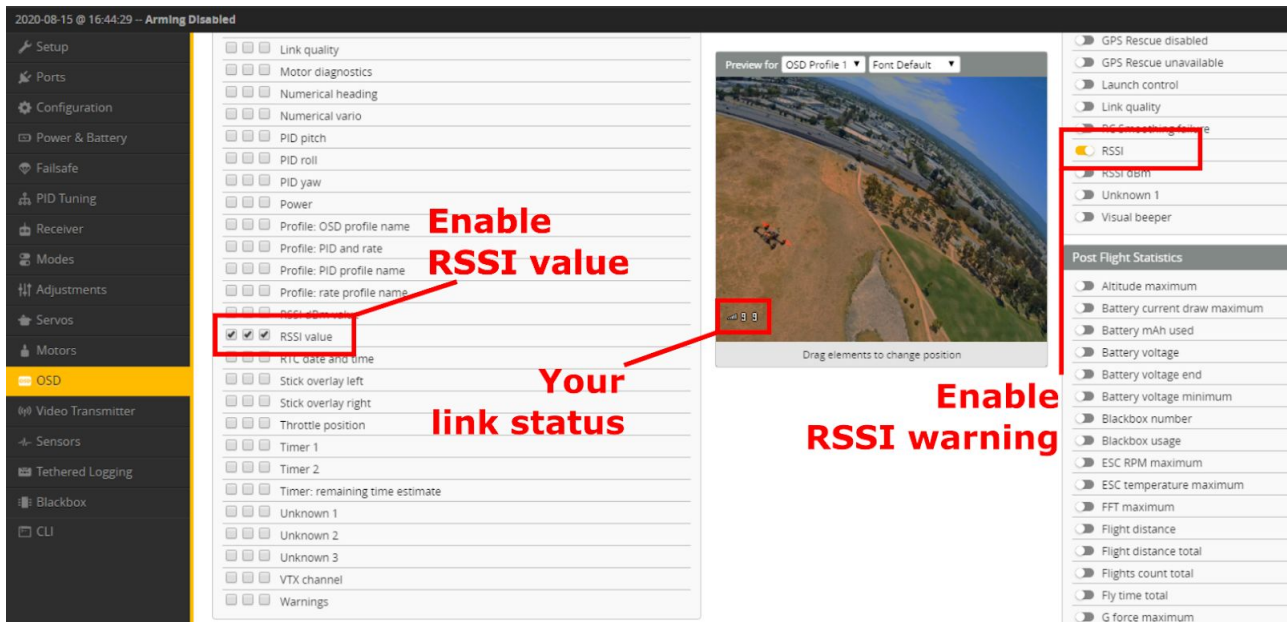 2020-08-15 @ 16:44:29 -- Arming Disabled
Setup
Ports
Configuration
Power & Battery
Failsafe
PID Tuning
Receiver
Modes
Adjustments
Servos
Motors
OSD
Video Transmitter
Sensors
Tethered Logging
Blackbox
CLI
Link quality
Motor diagnostics
Numerical heading
Numerical vario
PID pitch
PID roll
PID yaw
Power
Profile: OSD profile name
Profile: PID and rate
Profile: PID profile name
Profile: rate profile name
RSSI dBm value
RSSI value
RTC date and time
Stick overlay left
Stick overlay right
Throttle position
Timer 1
Timer 2
Timer: remaining time estimate
Unknown 1
Unknown 2
Unknown 3
VTX channel
Warnings
Enable
RSSI value
Preview for OSD Profile 1 Font Default
99
Drag elements to change position
Your
link status
Enable
RSSI warning
GPS Rescue disabled
GPS Rescue unavailable
Launch control
Link quality
RC Smoothing failure
RSSI
RSSI dBm
Unknown 1
Visual beeper
Post Flight Statistics
Altitude maximum
Battery current draw maximum
Battery mAh used
Battery voltage
Battery voltage end
Battery voltage minimum
Blackbox number
Blackbox usage
ESC RPM maximum
ESC temperature maximum
FFT maximum
Flight distance
Flight distance total
Flights count total
Fly time total
G force maximum